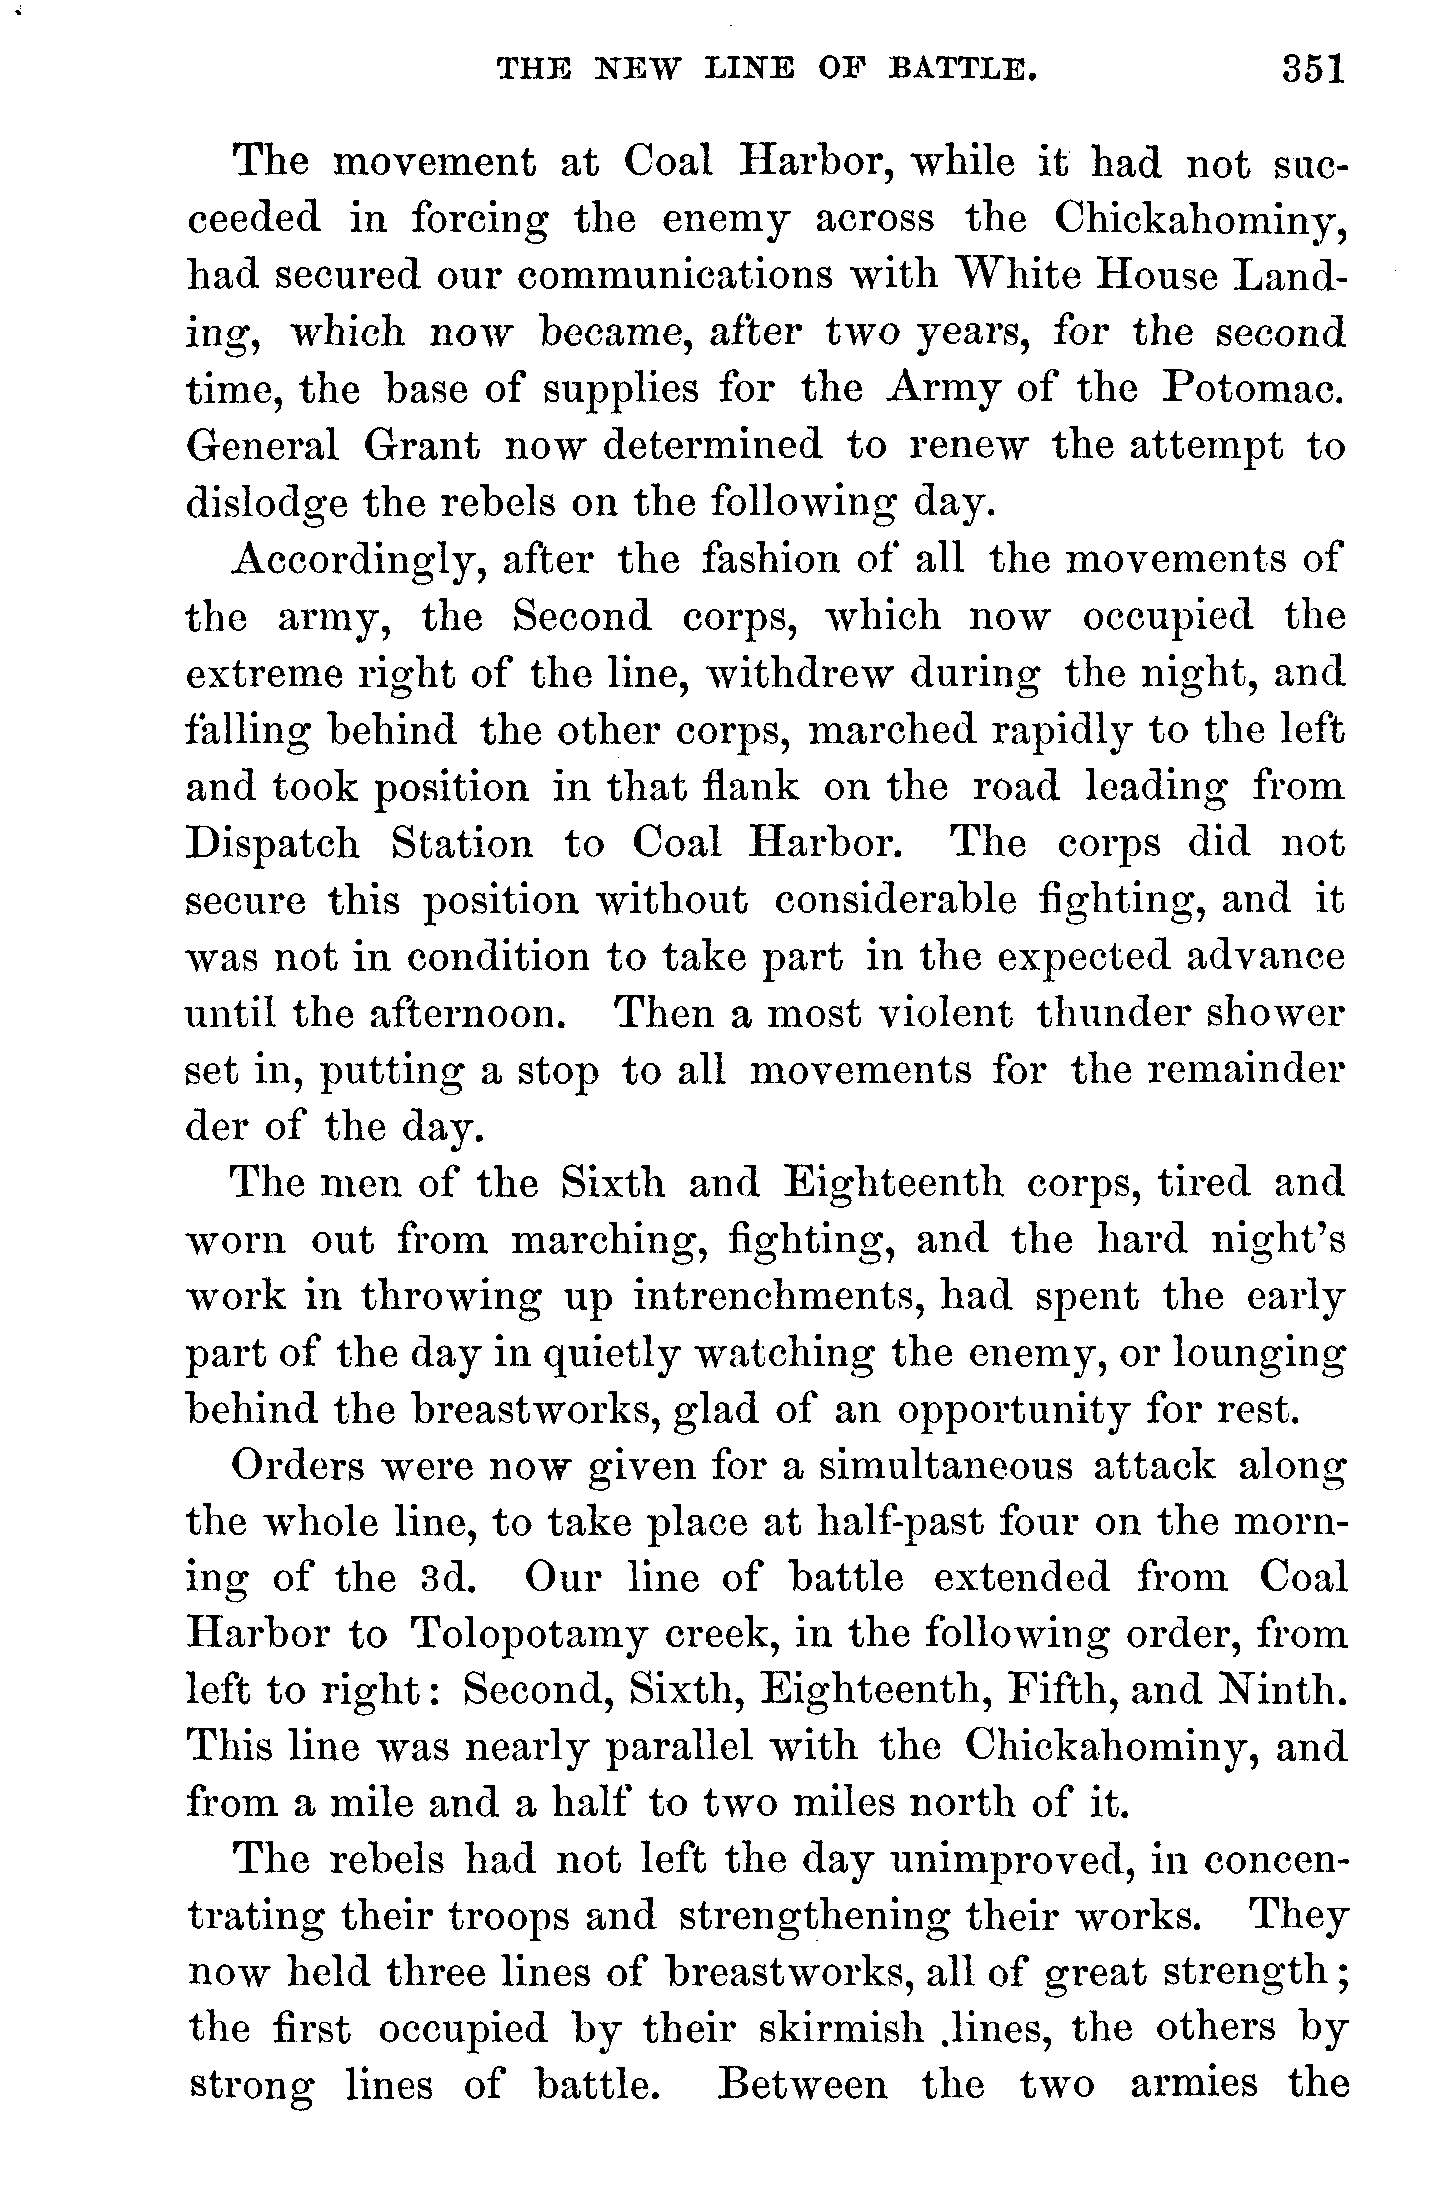 THE NEW LINE OF BATTLE. 351
The movement at Coal Harbor, while it had not suc-
ceeded in forcing the enemy across the Chickahominy,
had secured our communications with White House Land-
ing, which now became, after two years, for the second
time, the base of supplies for the Army of the Potomac.
General Grant now determined to renew the attempt to
dislodge the rebels on the following day.
Accordingly, after the fashion of all the movements of
the army, the Second corps, which now occupied the
extreme right of the line, withdrew during the night, and
falling behind the other corps, marched rapidly to the left
and took position in that flank on the road leading from
Dispatch Station to Coal Harbor. The corps did not
secure this position without considerable fighting, and it
was not in condition to take part in the expected advance
until the afternoon. Then a most violent thunder shower
set in, putting a stop to all movements for the remainder
der of the day.
The men of the Sixth and Eighteenth corps, tired and
worn out from marching, fighting, and the hard night's
work in throwing up intrenchments, had spent the early
part of the day in quietly watching the enemy, or lounging
behind the breastworks, glad of an opportunity for rest.
Orders were now given for a simultaneous attack along
the whole line, to take place at half-past four on the morn-
ing of the 3d. Our line of battle extended from Coal
Harbor to Tolopotamy creek, in the following order, from
left to right: Second, Sixth, Eighteenth, Fifth, and Ninth.
This line was nearly parallel with the Chickahominy, and
from a mile and a half to two miles north of it.
The rebels had not left the day unimproved, in concen-
trating their troops and strengthening their works. They
now held three lines of breastworks, all of great strength;
the first occupied by their skirmish .lines, the others by
strong lines of battle. Between the two armies the